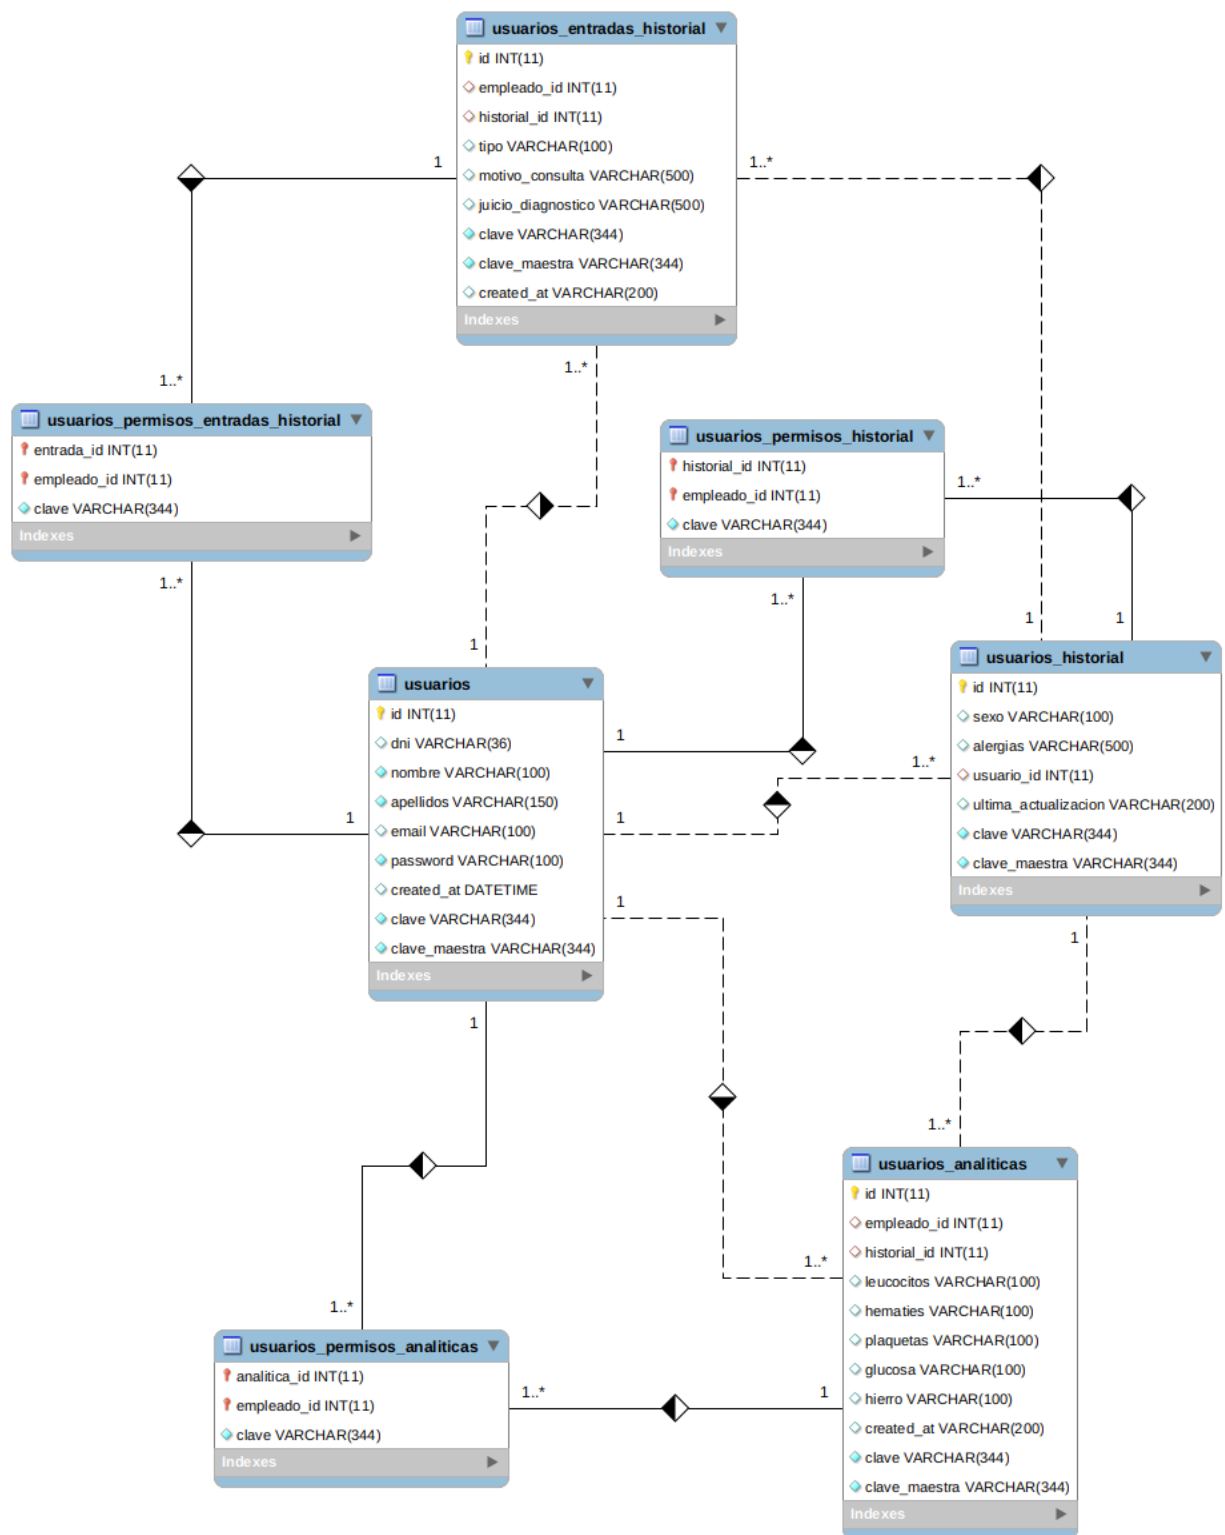 usuarios_entradas_historial
id INT(11)
empleado_id INT(11)
historial_id INT(11)
tipo VARCHAR(100)
motivo_consulta VARCHAR(500)
juicio_diagnostico VARCHAR(500)
clave VARCHAR(344)
clave_maestra VARCHAR(344)
created_at VARCHAR(200)
Indexes
1
1..*
1..*
1..*
usuarios_permisos_entradas_historial
entrada_id INT(11)
empleado_id INT(11)
clave VARCHAR(344)
Indexes
1..*
usuarios_permisos_historial
historial_id INT(11)
empleado_id INT(11)
clave VARCHAR(344)
Indexes
1..*
1..*
1
1
1
usuarios
id INT(11)
dni VARCHAR(36)
nombre VARCHAR(100)
apellidos VARCHAR(150)
email VARCHAR(100)
password VARCHAR(100)
created_at DATETIME
clave VARCHAR(344)
clave_maestra VARCHAR(344)
Indexes
1
1
1
1
1
1..*
usuarios_historial
id INT(11)
sexo VARCHAR(100)
alergias VARCHAR(500)
usuario_id INT(11)
ultima_actualizacion VARCHAR(200)
clave VARCHAR(344)
clave_maestra VARCHAR(344)
Indexes
1
1..*
1..*
1..*
usuarios_permisos_analiticas
analitica_id INT(11)
empleado_id INT(11)
clave VARCHAR(344)
Indexes
1..*
1
usuarios_analiticas
id INT(11)
empleado_id INT(11)
historial_id INT(11)
leucocitos VARCHAR(100)
hematies VARCHAR(100)
plaquetas VARCHAR(100)
glucosa VARCHAR(100)
hierro VARCHAR(100)
created_at VARCHAR(200)
clave VARCHAR(344)
clave_maestra VARCHAR(344)
Indexes